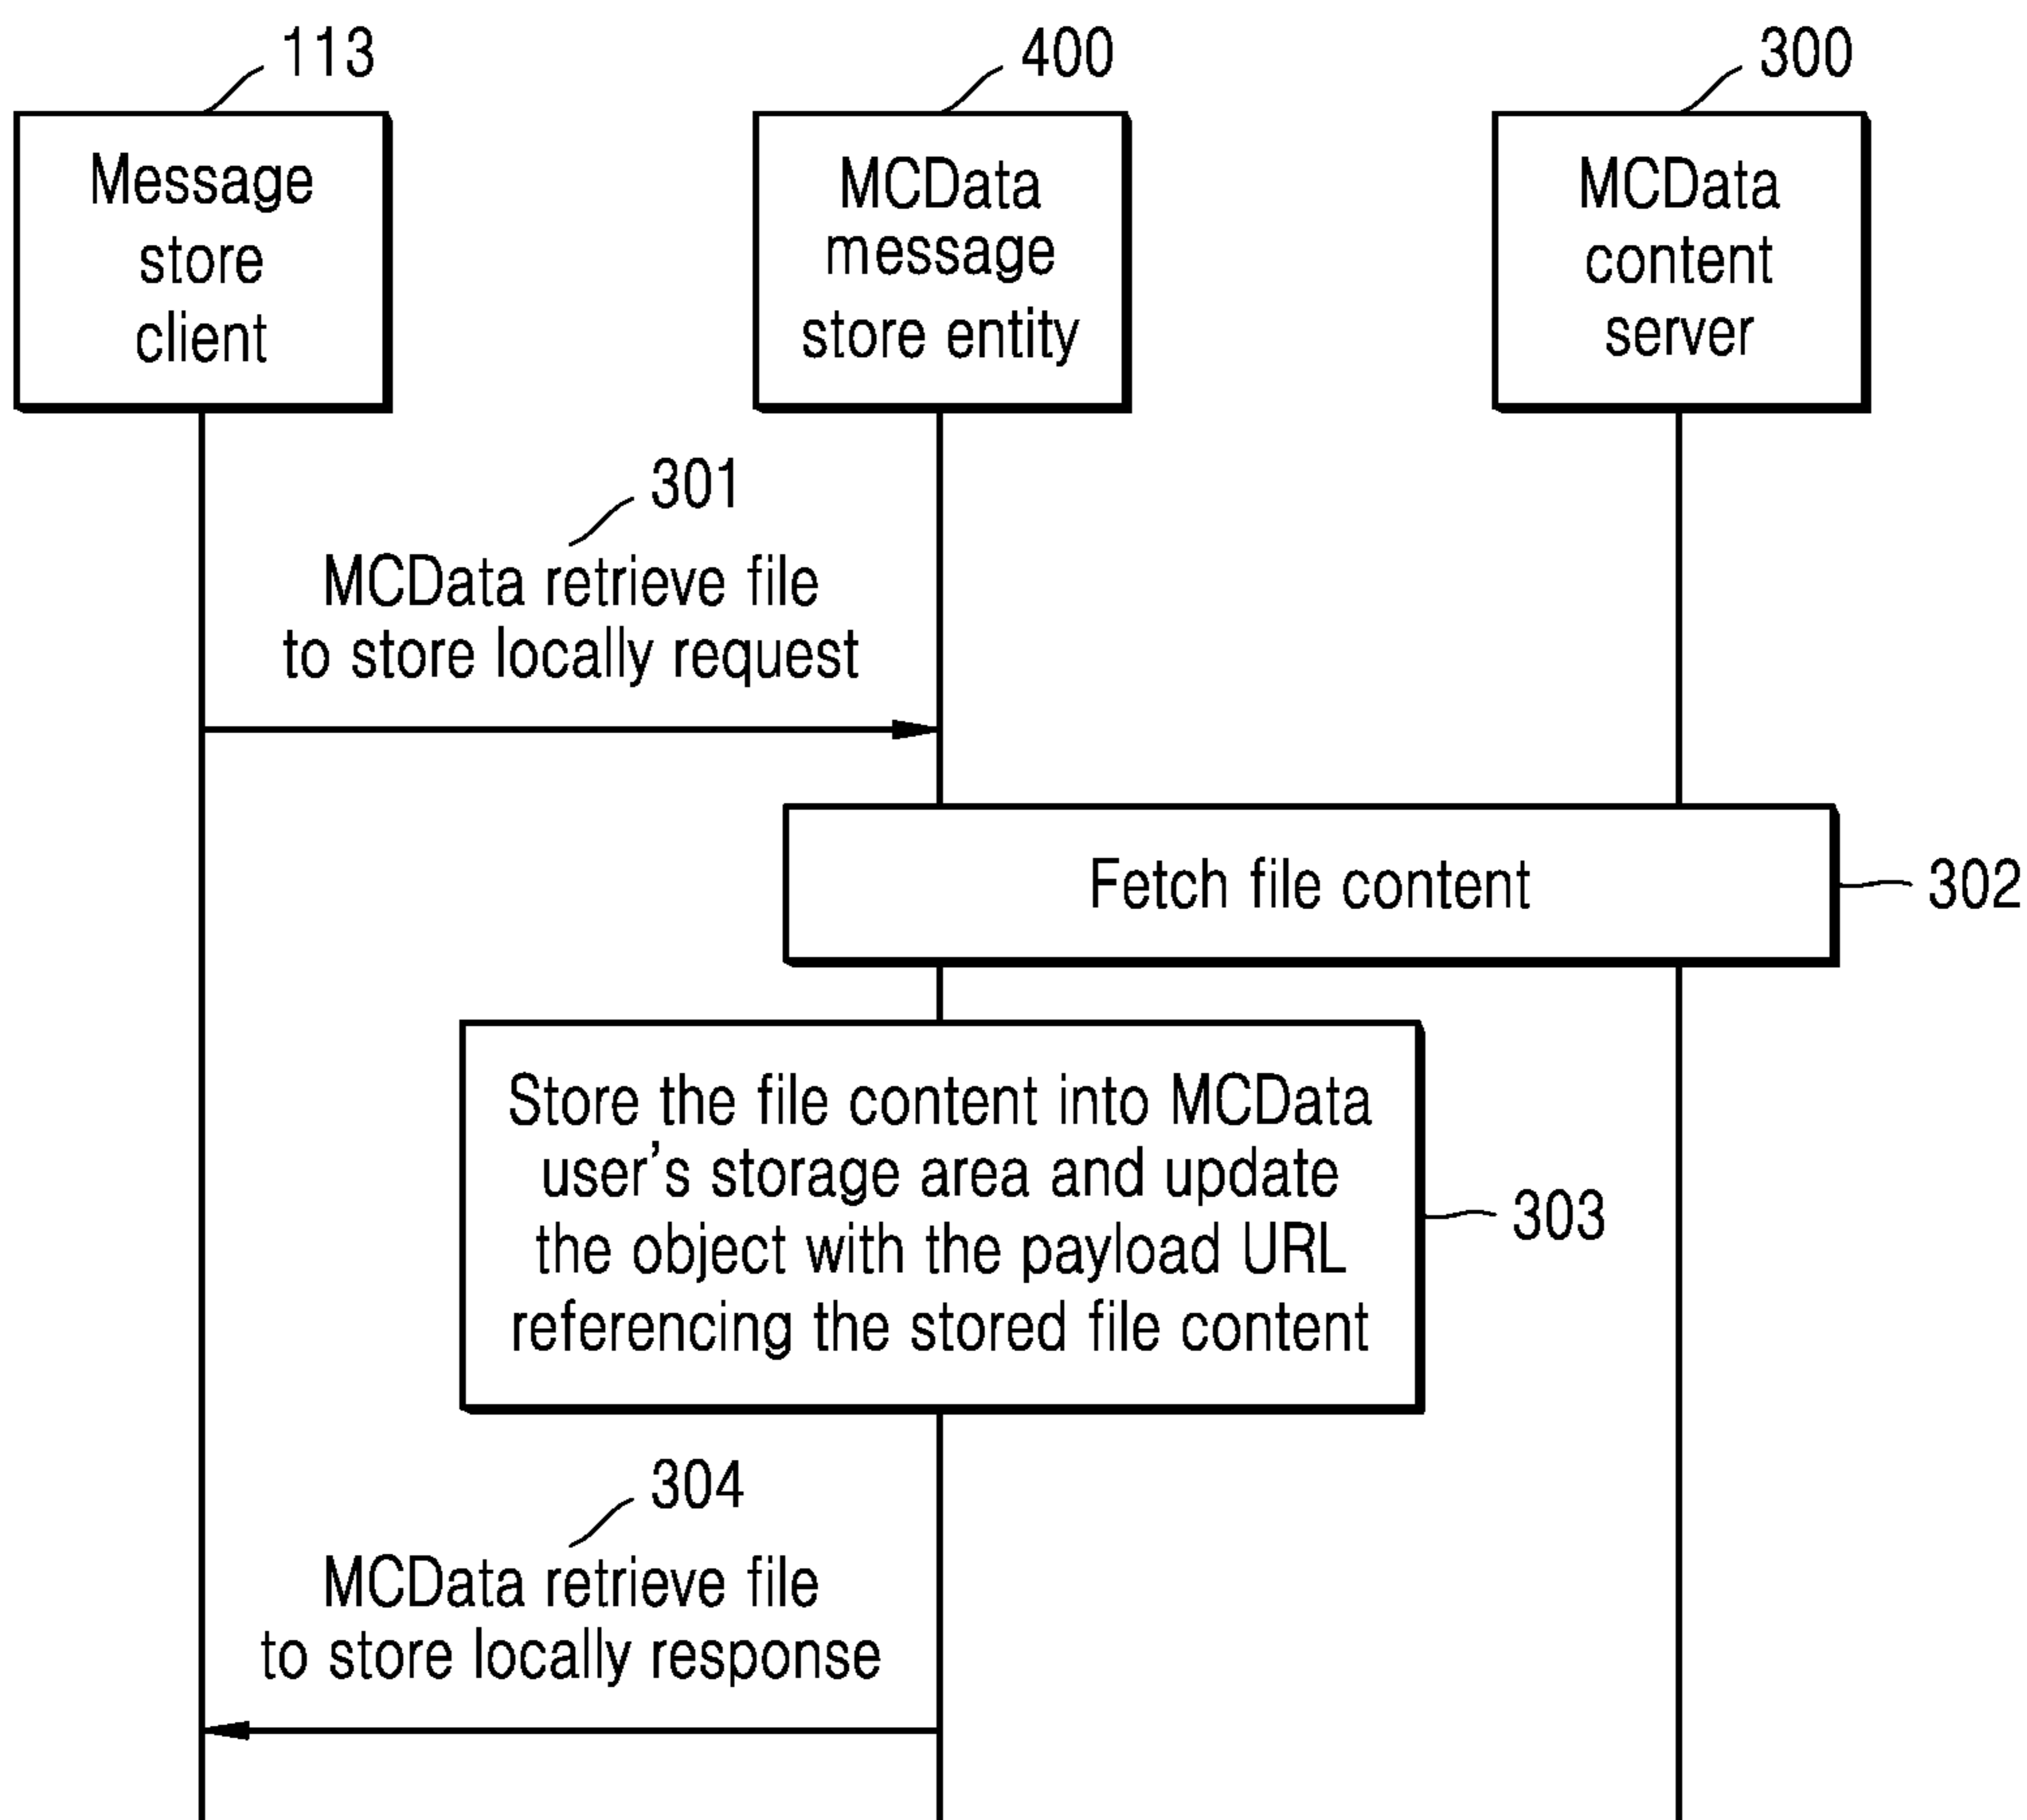 113
400
300
Message
store
client
MCData
message
store entity
MCData
content
server
301
MCData retrieve file
to store locally request
Fetch file content
302
Store the file content into MCData
user's storage area and update
the object with the payload URL
referencing the stored file content
303
304
MCData retrieve file
to store locally response